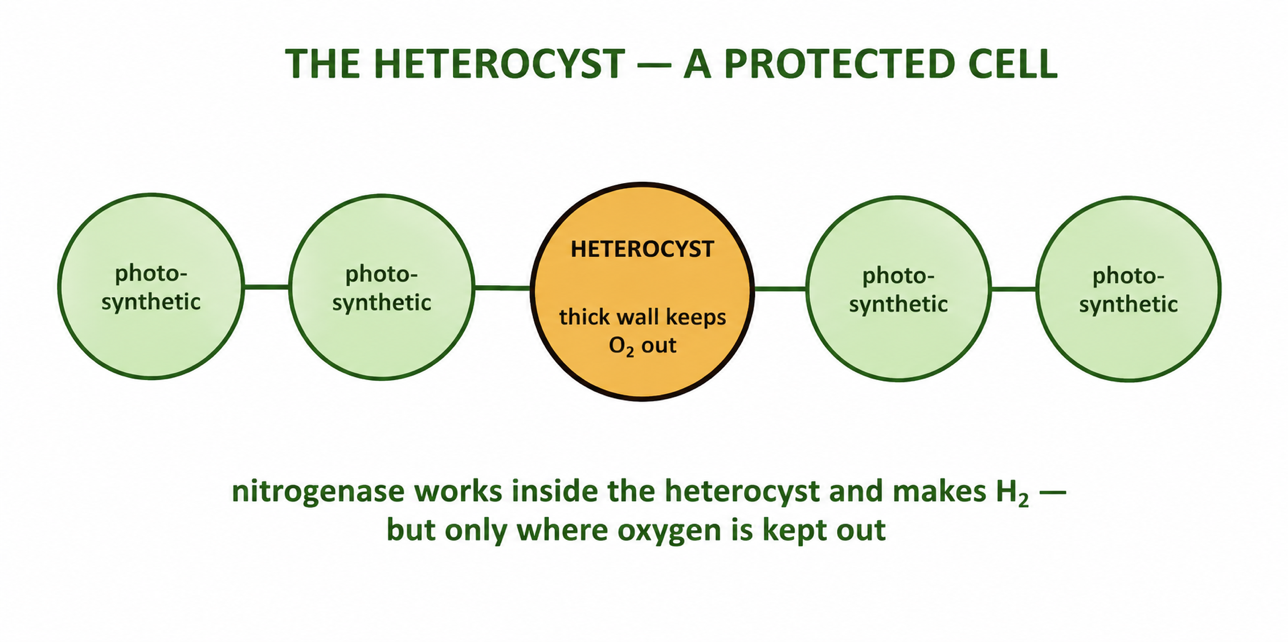 THE HETEROCYST — A PROTECTED CELL
photo-
synthetic
photo-
synthetic
HETEROCYST
thick wall keeps
O₂ out
photo-
synthetic
photo-
synthetic
nitrogenase works inside the heterocyst and makes H₂ —
but only where oxygen is kept out